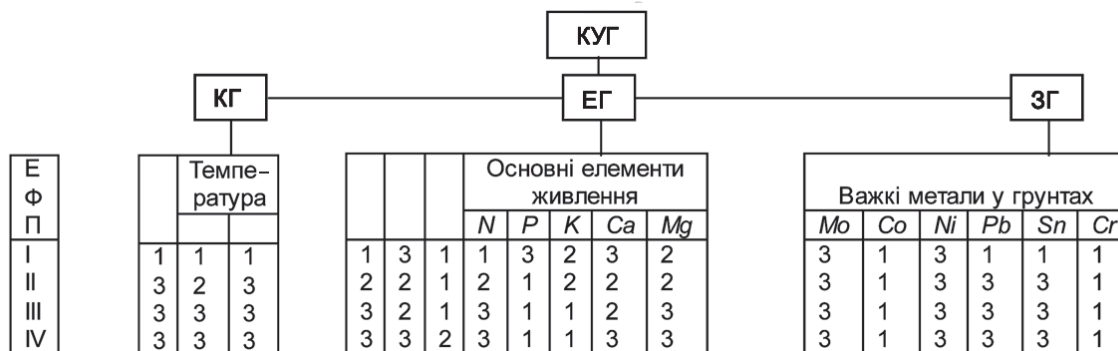 КУГ
КГ ЕГ ЗГ
Е Ф П
Темпе–
ратура
Основні елементи
живлення
N P K Ca Mg
Важкі метали у грунтах
Mo Co Ni Pb Sn Cr
I 1 1 1 1 3 1 1 3 2 3 2 3 1 3 1 1 1
II 3 2 3 2 2 1 2 1 2 2 2 3 1 3 3 3 1
III 3 3 3 3 2 1 3 1 1 2 3 3 1 3 3 3 1
IV 3 3 3 3 3 2 3 1 1 3 3 3 1 3 3 3 1